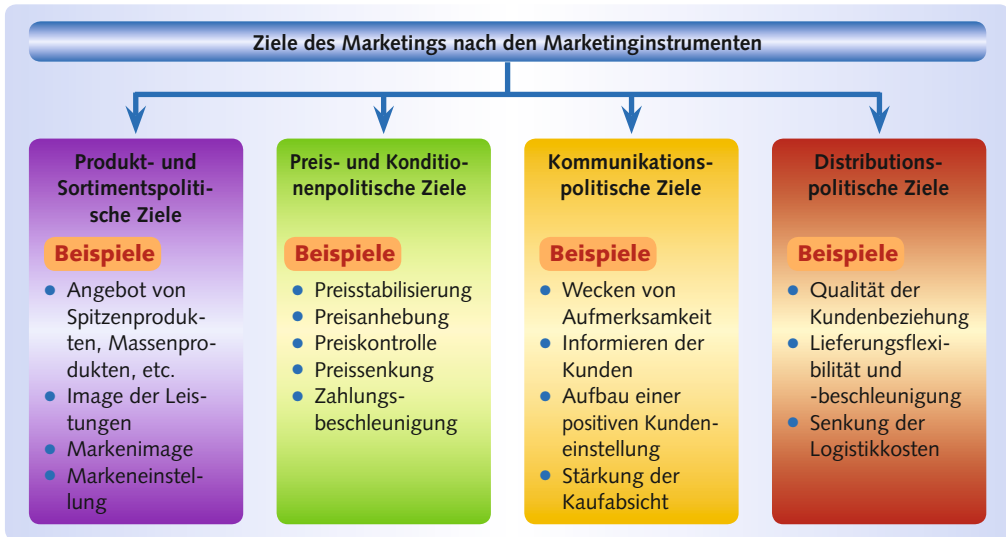 Ziele des Marketings nach den Marketinginstrumenten
Produkt- und
Sortimentspoliti-
sche Ziele
Beispiele
• Angebot von
Spitzenproduk-
ten, Massenpro-
dukten, etc.
• Image der Leis-
tungen
• Markenimage
• Markeneinstel-
lung
Preis- und Konditio-
nenpolitische Ziele
Beispiele
• Preisstabilisierung
• Preisanhebung
• Preiskontrolle
• Preissenkung
• Zahlungs-
beschleunigung
Kommunikations-
politische Ziele
Beispiele
• Wecken von
Aufmerksamkeit
• Informieren der
Kunden
• Aufbau einer
positiven Kunden-
einstellung
• Stärkung der
Kaufabsicht
Distributions-
politische Ziele
Beispiele
• Qualität der
Kundenbeziehung
• Lieferungsflexi-
bilität und
-beschleunigung
• Senkung der
Logistikkosten